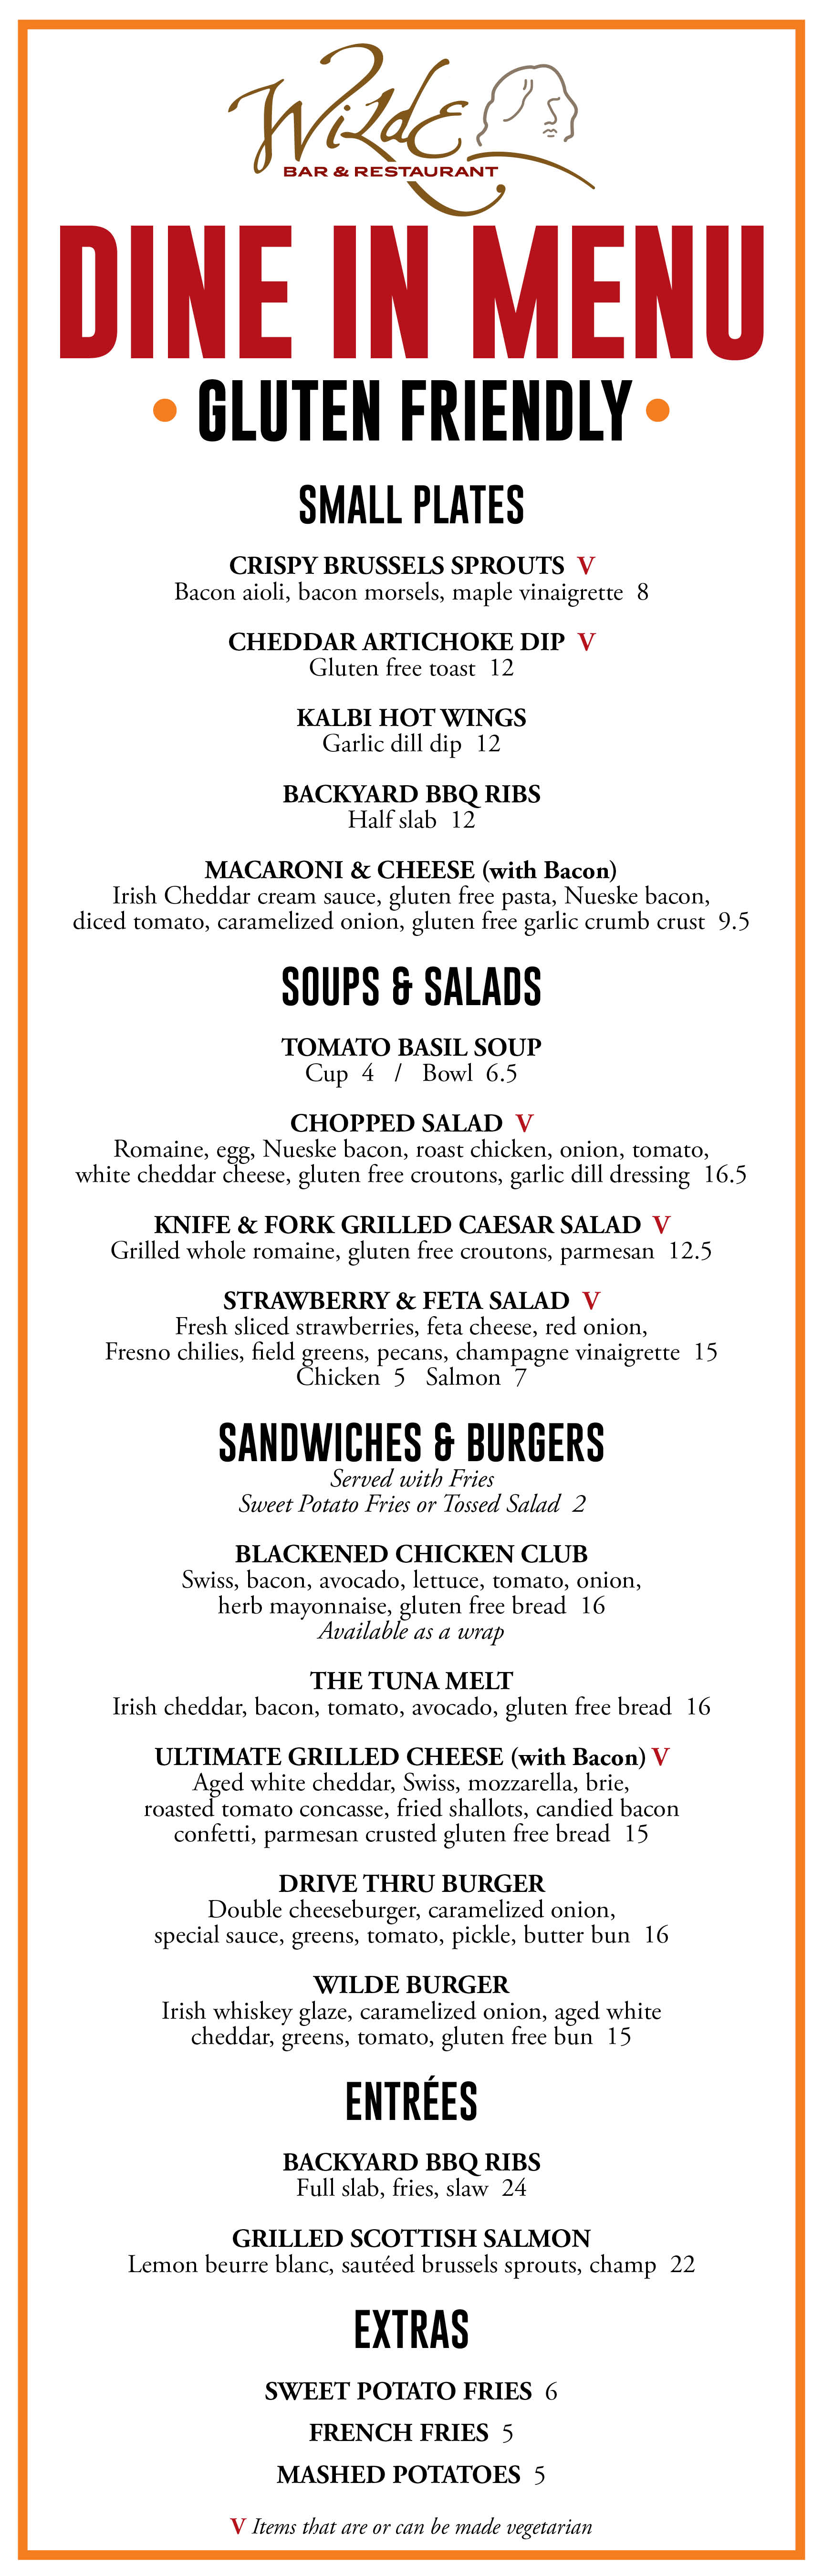 Wilde
BAR & RESTAURANT
DINE IN MENU
• GLUTEN FRIENDLY •
SMALL PLATES
CRISPY BRUSSELS SPROUTS V
Bacon aioli, bacon morsels, maple vinaigrette 8
CHEDDAR ARTICHOKE DIP V
Gluten free toast 12
KALBI HOT WINGS
Garlic dill dip 12
BACKYARD BBQ RIBS
Half slab 12
MACARONI & CHEESE (with Bacon)
Irish Cheddar cream sauce, gluten free pasta, Nueske bacon,
diced tomato, caramelized onion, gluten free garlic crumb crust 9.5
SOUPS & SALADS
TOMATO BASIL SOUP
Cup 4 / Bowl 6.5
CHOPPED SALAD V
Romaine, egg, Nueske bacon, roast chicken, onion, tomato,
white cheddar cheese, gluten free croutons, garlic dill dressing 16.5
KNIFE & FORK GRILLED CAESAR SALAD V
Grilled whole romaine, gluten free croutons, parmesan 12.5
STRAWBERRY & FETA SALAD V
Fresh sliced strawberries, feta cheese, red onion,
Fresno chilies, field greens, pecans, champagne vinaigrette 15
Chicken 5 Salmon 7
SANDWICHES & BURGERS
Served with Fries
Sweet Potato Fries or Tossed Salad 2
BLACKENED CHICKEN CLUB
Swiss, bacon, avocado, lettuce, tomato, onion,
herb mayonnaise, gluten free bread 16
Available as a wrap
THE TUNA MELT
Irish cheddar, bacon, tomato, avocado, gluten free bread 16
ULTIMATE GRILLED CHEESE (with Bacon) V
Aged white cheddar, Swiss, mozzarella, brie,
roasted tomato concasse, fried shallots, candied bacon
confetti, parmesan crusted gluten free bread 15
DRIVE THRU BURGER
Double cheeseburger, caramelized onion,
special sauce, greens, tomato, pickle, butter bun 16
WILDE BURGER
Irish whiskey glaze, caramelized onion, aged white
cheddar, greens, tomato, gluten free bun 15
ENTRÉES
BACKYARD BBQ RIBS
Full slab, fries, slaw 24
GRILLED SCOTTISH SALMON
Lemon beurre blanc, sautéed brussels sprouts, champ 22
EXTRAS
SWEET POTATO FRIES 6
FRENCH FRIES 5
MASHED POTATOES 5
V Items that are or can be made vegetarian